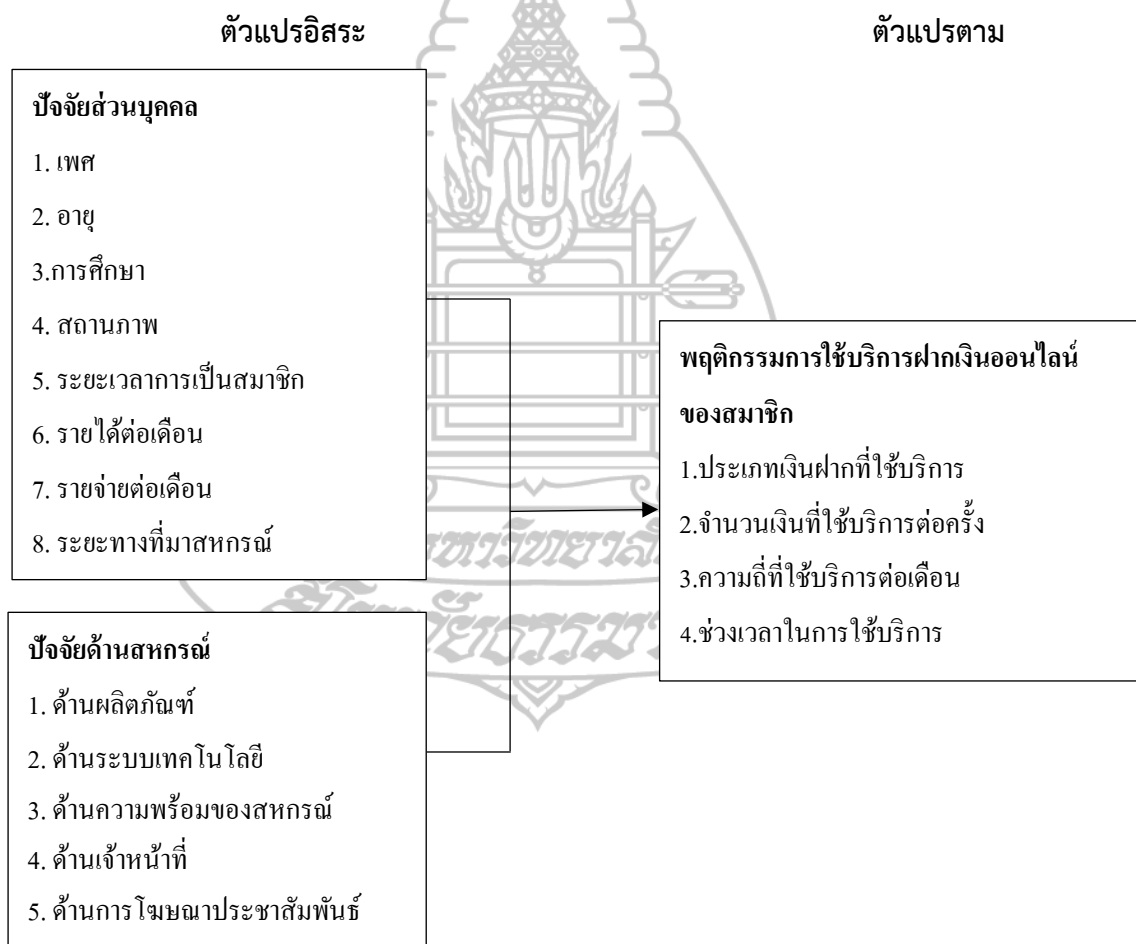 ตัวแปรอิสระ
ตัวแปรตาม
ปัจจัยส่วนบุคคล
1. เพศ
2. อายุ
3.การศึกษา
4. สถานภาพ
5. ระยะเวลาการเป็นสมาชิก
6. รายได้ต่อเดือน
7. รายจ่ายต่อเดือน
8. ระยะทางที่มาสหกรณ์
ปัจจัยด้านสหกรณ์
1. ด้านผลิตภัณฑ์
2. ด้านระบบเทคโนโลยี
3. ด้านความพร้อมของสหกรณ์
4. ด้านเจ้าหน้าที่
5. ด้านการโฆษณาประชาสัมพันธ์
พฤติกรรมการใช้บริการฝากเงินออนไลน์
ของสมาชิก
1.ประเภทเงินฝากที่ใช้บริการ
2.จำนวนเงินที่ใช้บริการต่อครั้ง
3.ความถี่ที่ใช้บริการต่อเดือน
4.ช่วงเวลาในการใช้บริการ